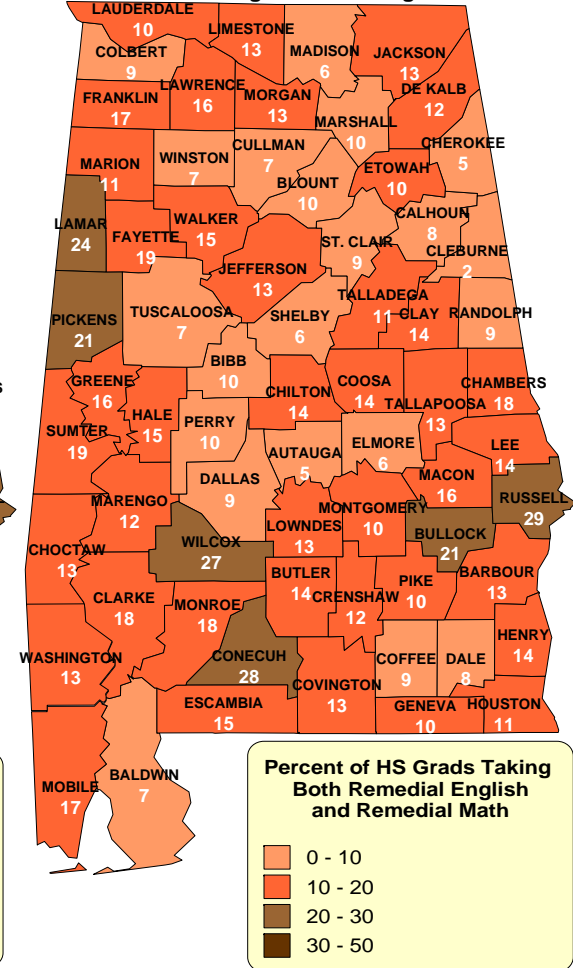 LAUDERDALE
10
LIMESTONE
13
MADISON
6
JACKSON
13
COLBERT
9
LAWRENCE
16
FRANKLIN
17
MORGAN
13
DE KALB
12
MARSHALL
10
CHEROKEE
5
MARION
11
WINSTON
7
CULLMAN
7
BLOUNT
10
ETOWAH
10
LAMAR
24
FAYETTE
19
WALKER
15
JEFFERSON
13
ST. CLAIR
9
CALHOUN
8
CLEBURNE
2
PICKENS
21
TUSCALOOSA
7
SHELBY
6
TALLADEGA
11
CLAY
14
RANDOLPH
9
BIBB
10
GREENE
16
HALE
15
SUMTER
19
PERRY
10
CHILTON
14
COOSA
14
TALLAPOOSA
13
CHAMBERS
18
AUTAUGA
5
ELMORE
6
LEE
14
MACON
16
RUSSELL
29
DALLAS
9
MARENGO
12
LOWNDES
13
MONTGOMERY
10
BULLOCK
21
WILCOX
27
CHOCTAW
13
CLARKE
18
MONROE
18
BUTLER
14
CRENSHAW
12
PIKE
10
BARBOUR
13
HENRY
14
WASHINGTON
13
CONECUH
28
COVINGTON
13
COFFEE
9
DALE
8
ESCAMBIA
15
GENEVA
10
HOUSTON
11
MOBILE
17
BALDWIN
7
Percent of HS Grads Taking
Both Remedial English
and Remedial Math
0 - 10
10 - 20
20 - 30
30 - 50